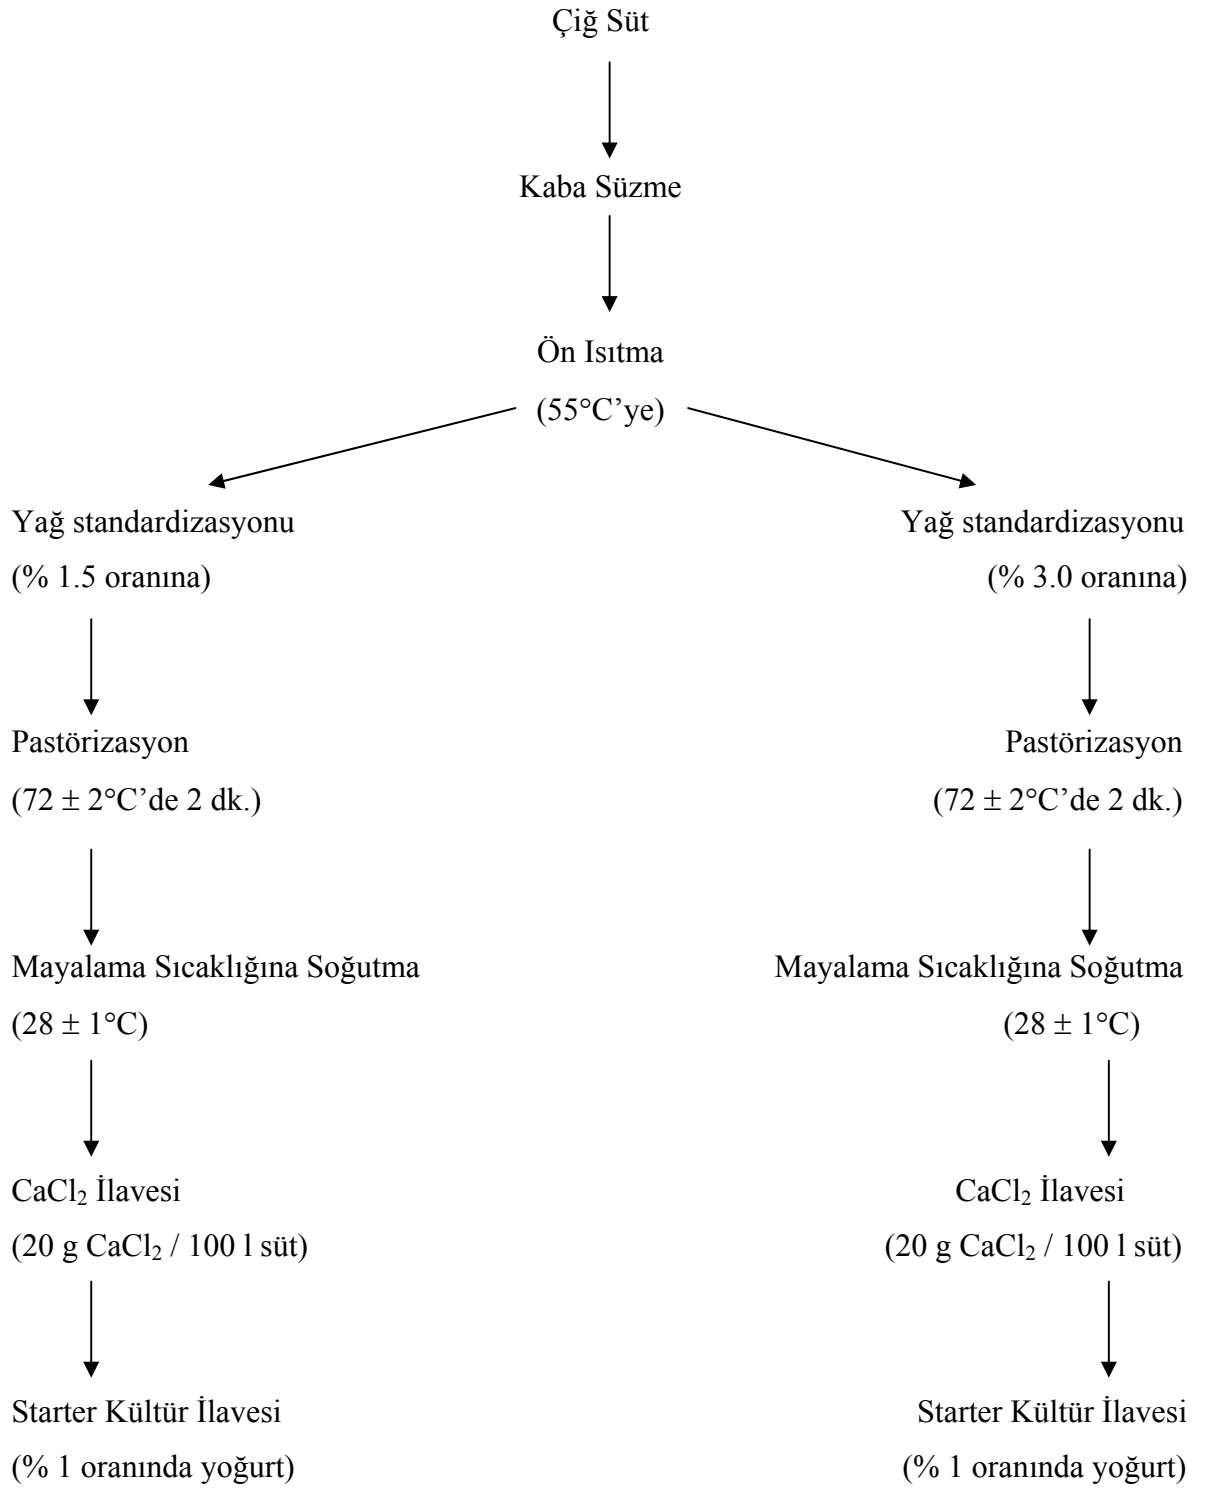 Çiğ Süt
Kaba Süzme
Ön Isıtma
(55°C’ye)
Yağ standardizasyonu
(% 1.5 oranına)
Yağ standardizasyonu
(% 3.0 oranına)
Pastörizasyon
(72 ± 2°C’de 2 dk.)
Pastörizasyon
(72 ± 2°C’de 2 dk.)
Mayalama Sıcaklığına Soğutma
(28 ± 1°C)
Mayalama Sıcaklığına Soğutma
(28 ± 1°C)
CaCl₂ İlavesi
(20 g CaCl₂ / 100 l süt)
CaCl₂ İlavesi
(20 g CaCl₂ / 100 l süt)
Starter Kültür İlavesi
(% 1 oranında yoğurt)
Starter Kültür İlavesi
(% 1 oranında yoğurt)